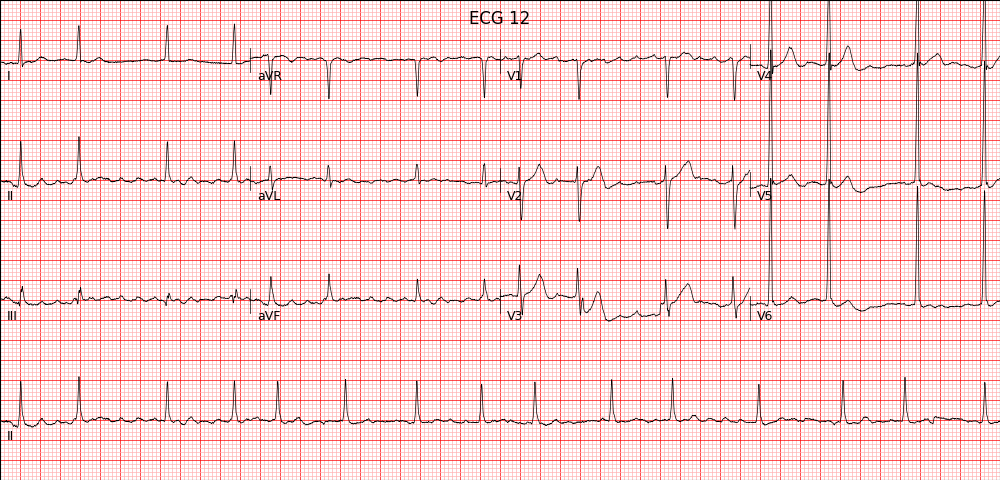 ECG 12
I aVR V1 V4
II aVL V2 V5
III aVF V3 V6
II